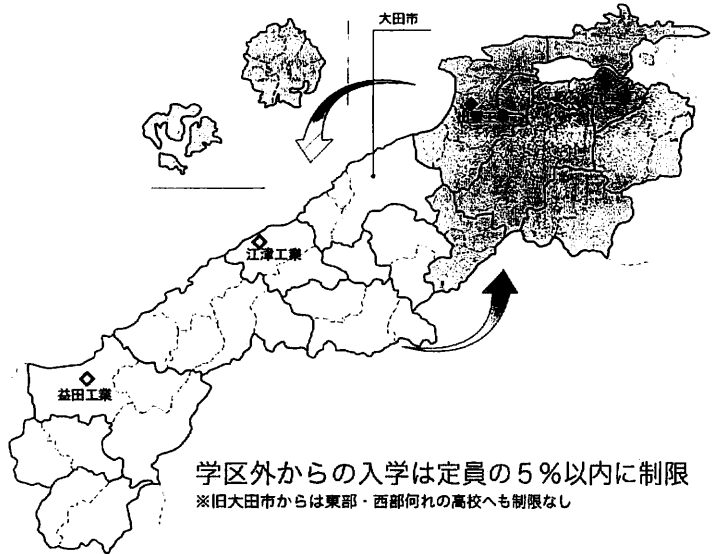 大田市
江津工業
益田工業
学区外からの入学は定員の5%以内に制限
※旧大田市からは東部・西部何れの高校へも制限なし